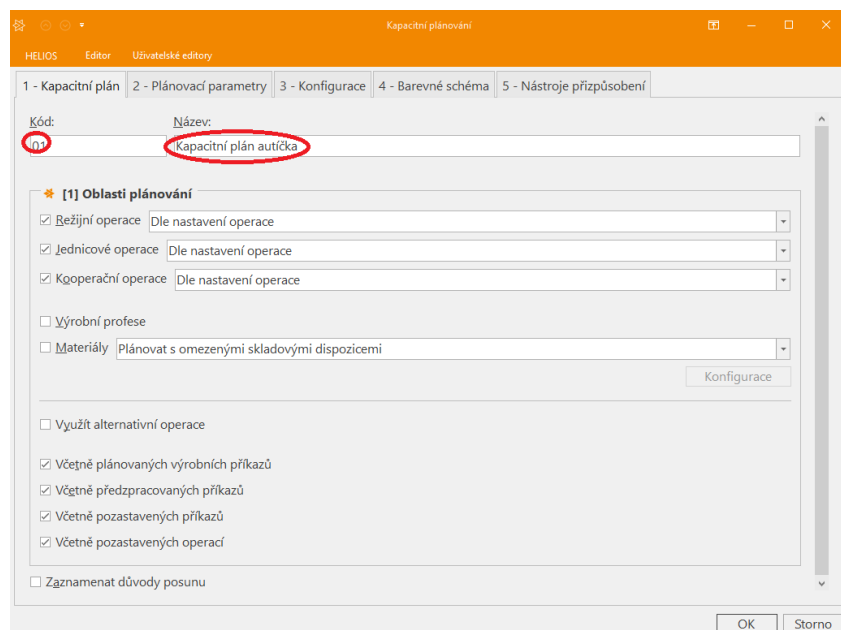 Kapacitní plánování
HELIOS Editor Uživatelské editory
1 - Kapacitní plán 2 - Plánovací parametry 3 - Konfigurace 4 - Barevné schéma 5 - Nástroje přizpůsobení
Kód: Název:
01 Kapacitní plán autíčka
[1] Oblasti plánování
Režijní operace Dle nastavení operace
Jednicové operace Dle nastavení operace
Kooperační operace Dle nastavení operace
Výrobní profese
Materiály Plánovat s omezenými skladovými dispozicemi
Konfigurace
Využít alternativní operace
Včetně plánovaných výrobních příkazů
Včetně předzpracovaných příkazů
Včetně pozastavených příkazů
Včetně pozastavených operací
Zaznamenat důvody posunu
OK Storno